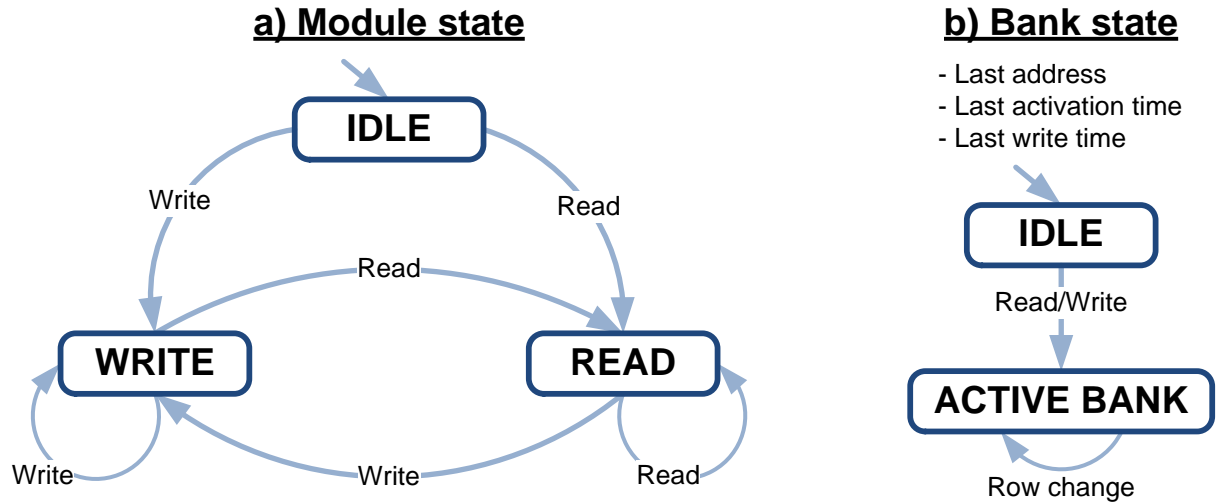 a) Module state
IDLE
Write
Read
Read
WRITE
READ
Write
Write
Read
b) Bank state
- Last address
- Last activation time
- Last write time
IDLE
Read/Write
ACTIVE BANK
Row change